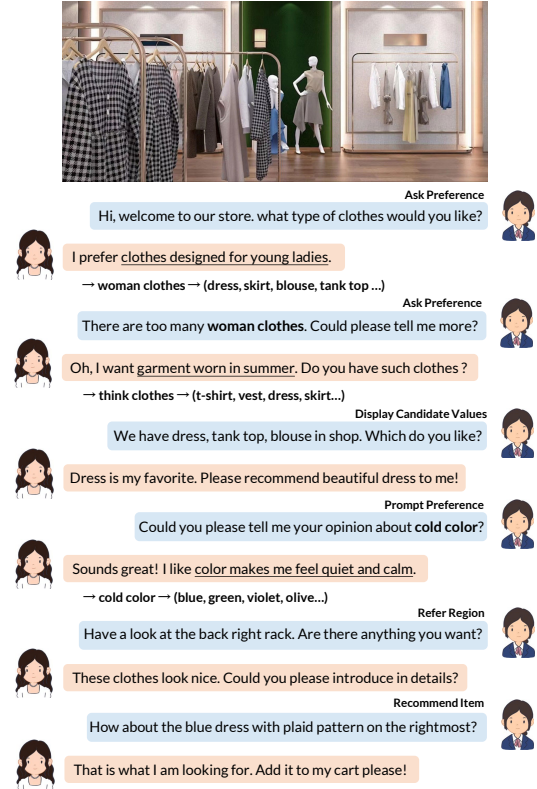 Ask Preference
Hi, welcome to our store. what type of clothes would you like?
I prefer clothes designed for young ladies.
→ woman clothes → (dress, skirt, blouse, tank top ...)
Ask Preference
There are too many woman clothes. Could please tell me more?
Oh, I want garment worn in summer. Do you have such clothes ?
→ think clothes → (t-shirt, vest, dress, skirt...)
Display Candidate Values
We have dress, tank top, blouse in shop. Which do you like?
Dress is my favorite. Please recommend beautiful dress to me!
Prompt Preference
Could you please tell me your opinion about cold color?
Sounds great! I like color makes me feel quiet and calm.
→ cold color → (blue, green, violet, olive...)
Refer Region
Have a look at the back right rack. Are there anything you want?
These clothes look nice. Could you please introduce in details?
Recommend Item
How about the blue dress with plaid pattern on the rightmost?
That is what I am looking for. Add it to my cart please!